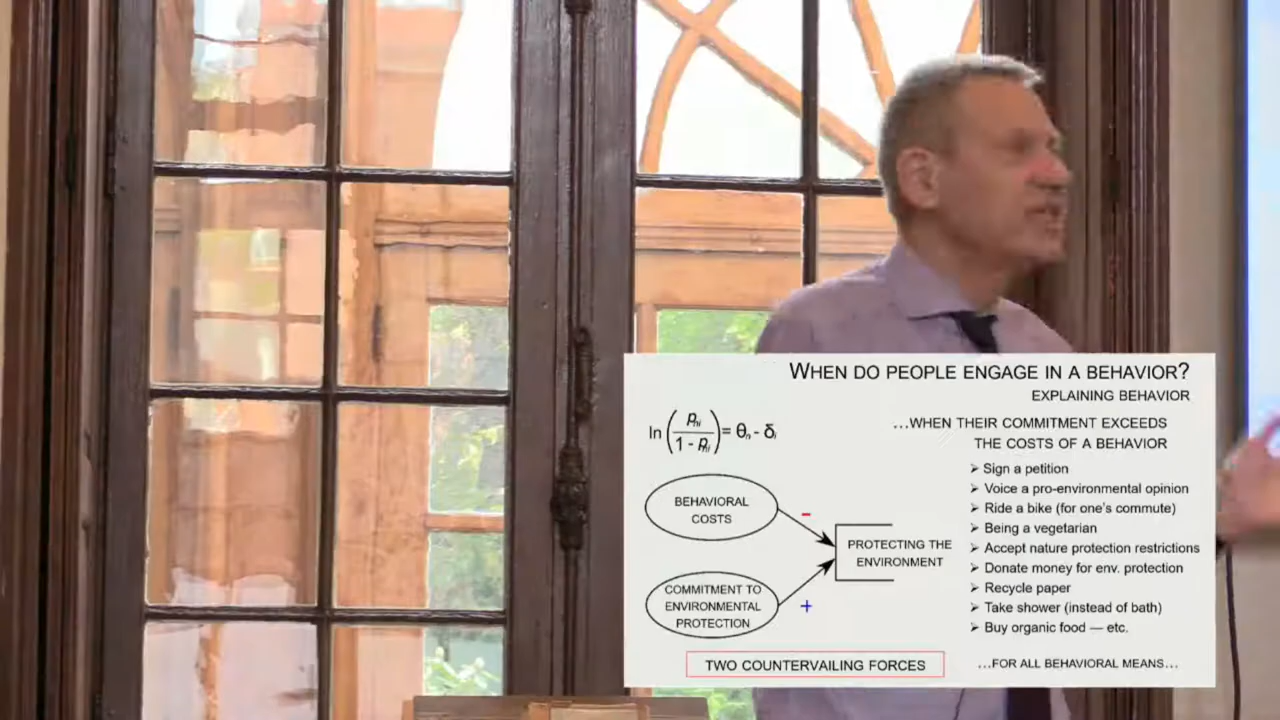 WHEN DO PEOPLE ENGAGE IN A BEHAVIOR?
EXPLAINING BEHAVIOR
ln(pni / 1 - pni) = θn - δi
...WHEN THEIR COMMITMENT EXCEEDS
THE COSTS OF A BEHAVIOR
BEHAVIORAL
COSTS
-
PROTECTING THE
ENVIRONMENT
COMMITMENT TO
ENVIRONMENTAL
PROTECTION
+
➢ Sign a petition
➢ Voice a pro-environmental opinion
➢ Ride a bike (for one's commute)
➢ Being a vegetarian
➢ Accept nature protection restrictions
➢ Donate money for env. protection
➢ Recycle paper
➢ Take shower (instead of bath)
➢ Buy organic food — etc.
TWO COUNTERVAILING FORCES
...FOR ALL BEHAVIORAL MEANS...